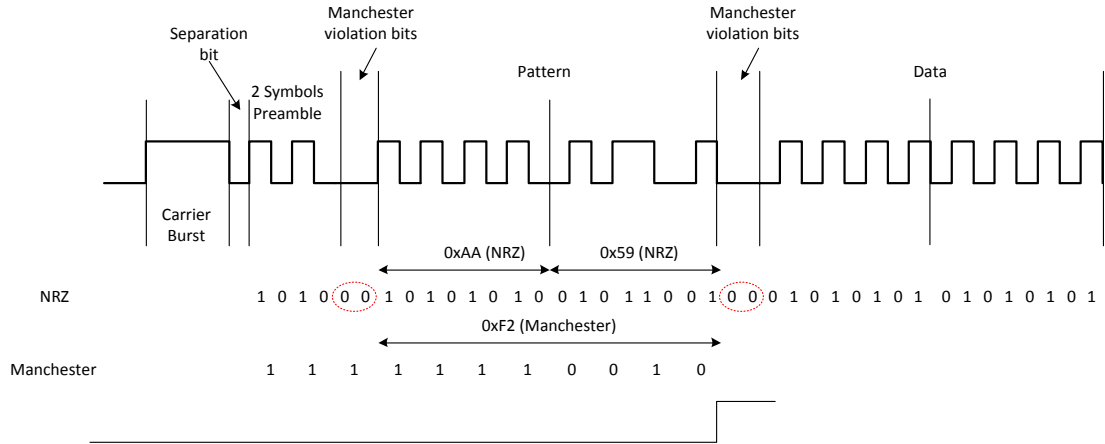 Manchester
violation bits
Manchester
violation bits
Separation
bit
Pattern
Data
2 Symbols
Preamble
Carrier
Burst
0xAA (NRZ)
0x59 (NRZ)
NRZ
1 0 1 0 0 0 1 0 1 0 1 0 1 0 0 1 0 1 1 0 0 1 0 0 0 1 0 1 0 1 0 1 0 1 0 1 0 1 0 1
0xF2 (Manchester)
Manchester
1 1 1 1 1 1 1 0 0 1 0